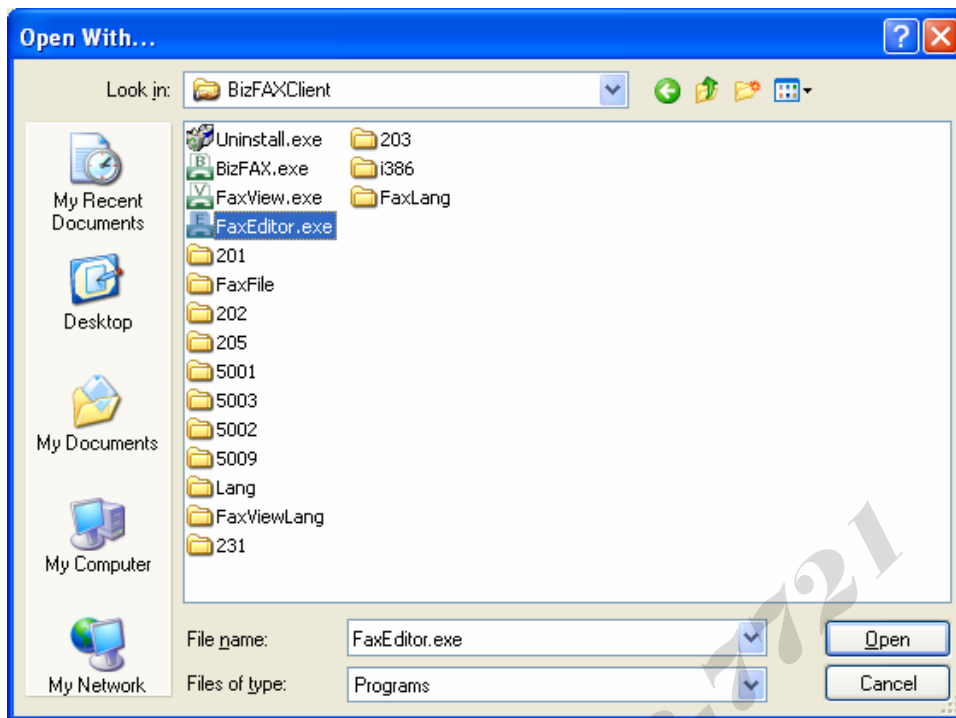 Open With...
Look in:
BizFAXClient
My Recent
Documents
Desktop
My Documents
My Computer
My Network
Uninstall.exe
BizFAX.exe
FaxView.exe
FaxEditor.exe
201
FaxFile
202
205
5001
5003
5002
5009
Lang
FaxViewLang
231
203
i386
FaxLang
File name:
FaxEditor.exe
Open
Files of type:
Programs
Cancel